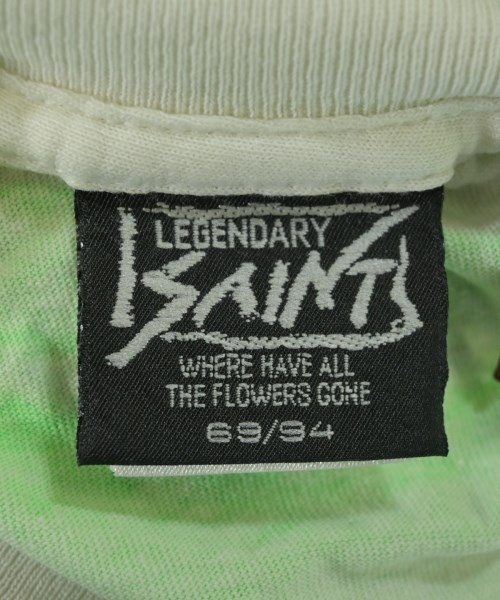 LEGENDARY
SAINTS
WHERE HAVE ALL
THE FLOWERS GONE
69/94